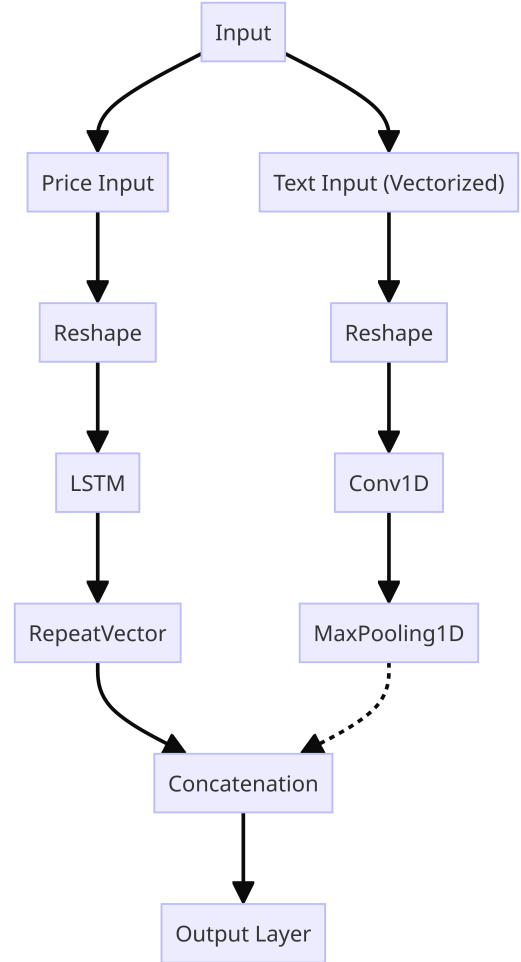 Input
Price Input
Text Input (Vectorized)
Reshape
Reshape
LSTM
Conv1D
RepeatVector
MaxPooling1D
Concatenation
Output Layer